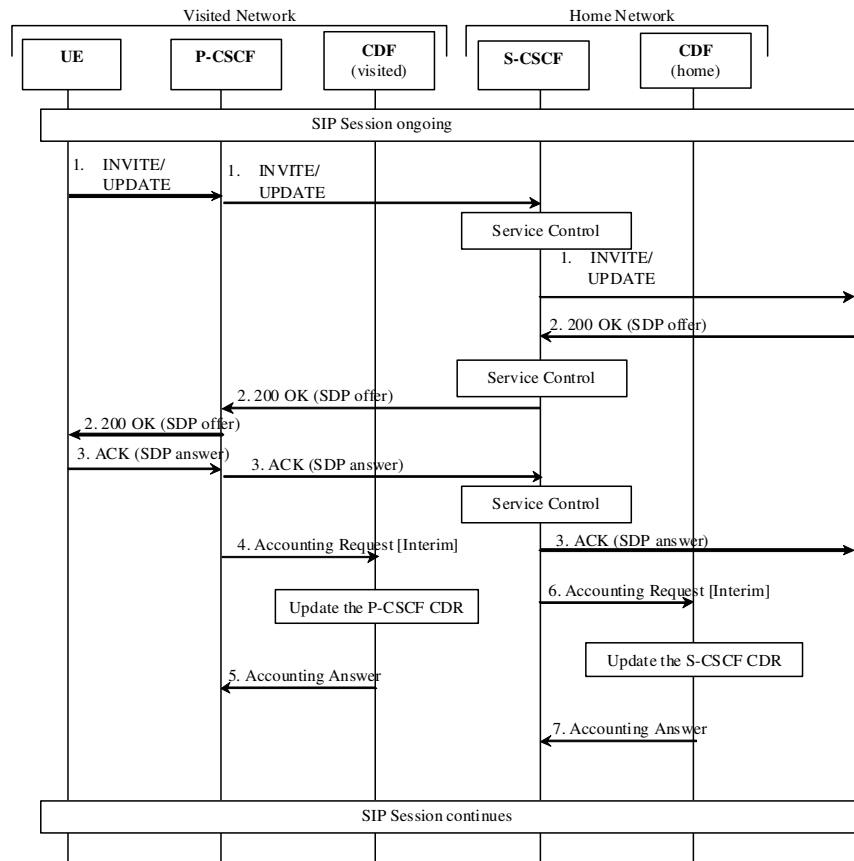 Visited Network
Home Network
UE
P-CSCF
CDF
(visited)
S-CSCF
CDF
(home)
SIP Session ongoing
1. INVITE/
UPDATE
1. INVITE/
UPDATE
Service Control
1. INVITE/
UPDATE
2. 200 OK (SDP offer)
Service Control
2. 200 OK (SDP offer)
2. 200 OK (SDP offer)
3. ACK (SDP answer)
3. ACK (SDP answer)
Service Control
4. Accounting Request [Interim]
3. ACK (SDP answer)
6. Accounting Request [Interim]
Update the P-CSCF CDR
Update the S-CSCF CDR
5. Accounting Answer
7. Accounting Answer
SIP Session continues